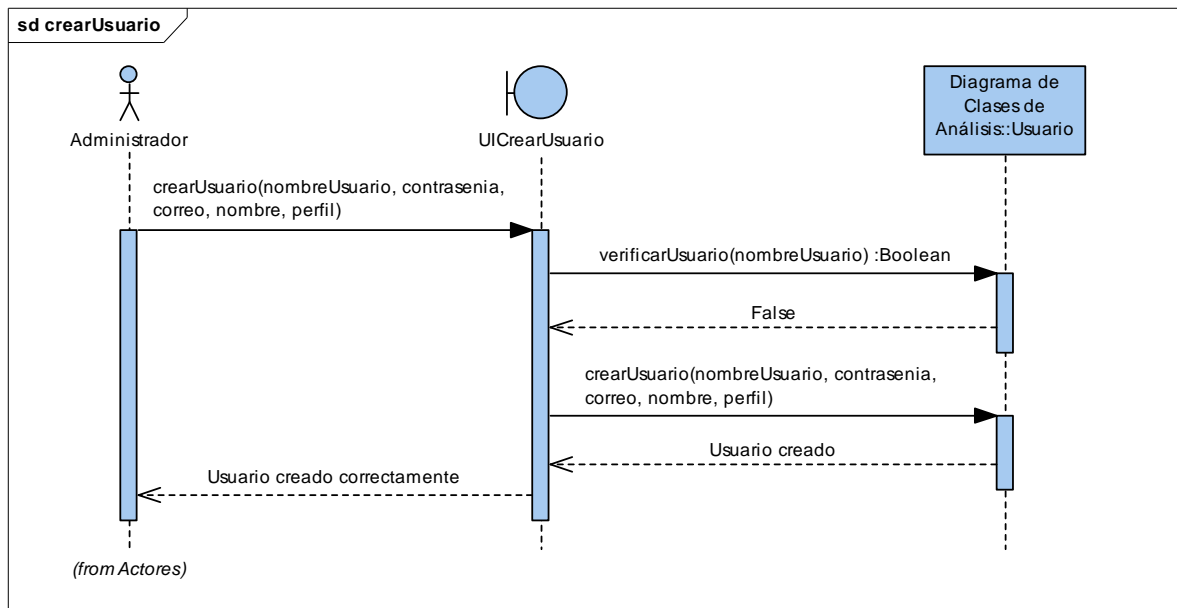 sd crearUsuario
Administrador
UICrearUsuario
Diagrama de
Clases de
Análisis::Usuario
crearUsuario(nombreUsuario, contrasenia,
correo, nombre, perfil)
verificarUsuario(nombreUsuario) :Boolean
False
crearUsuario(nombreUsuario, contrasenia,
correo, nombre, perfil)
Usuario creado
Usuario creado correctamente
(from Actores)